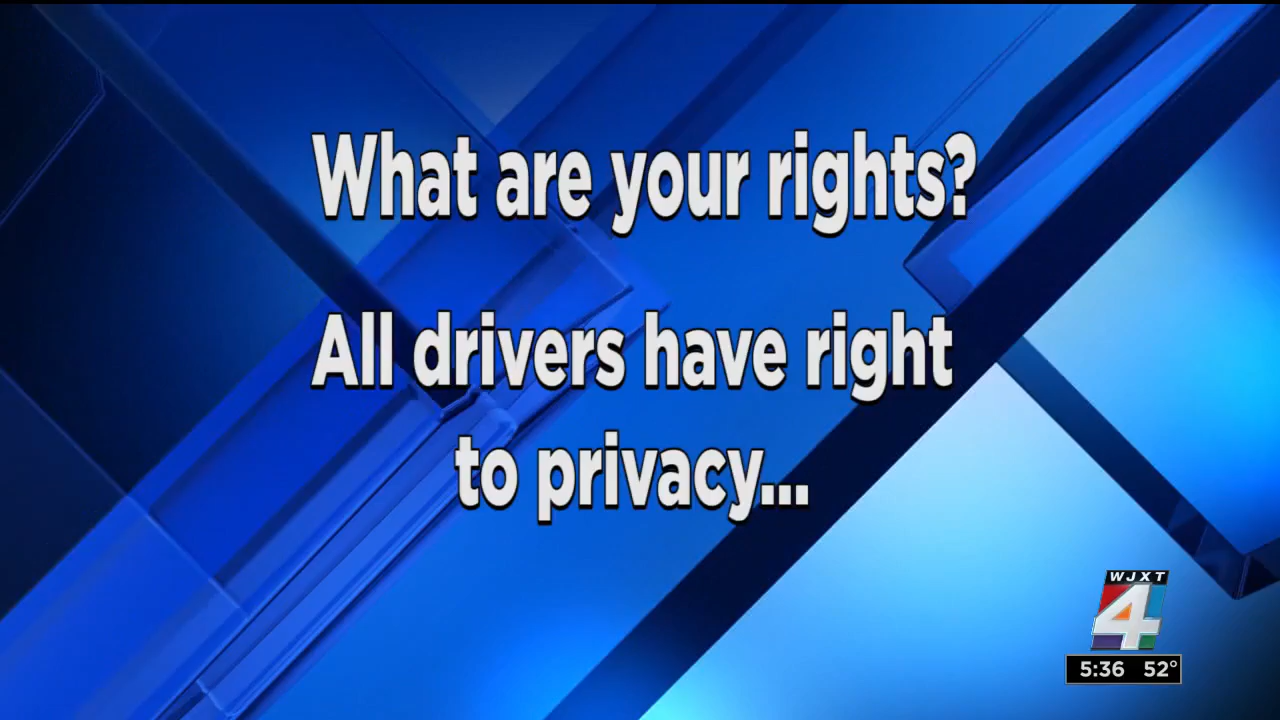 What are your rights?
All drivers have right
to privacy...
WJXT
4
5:36 52°